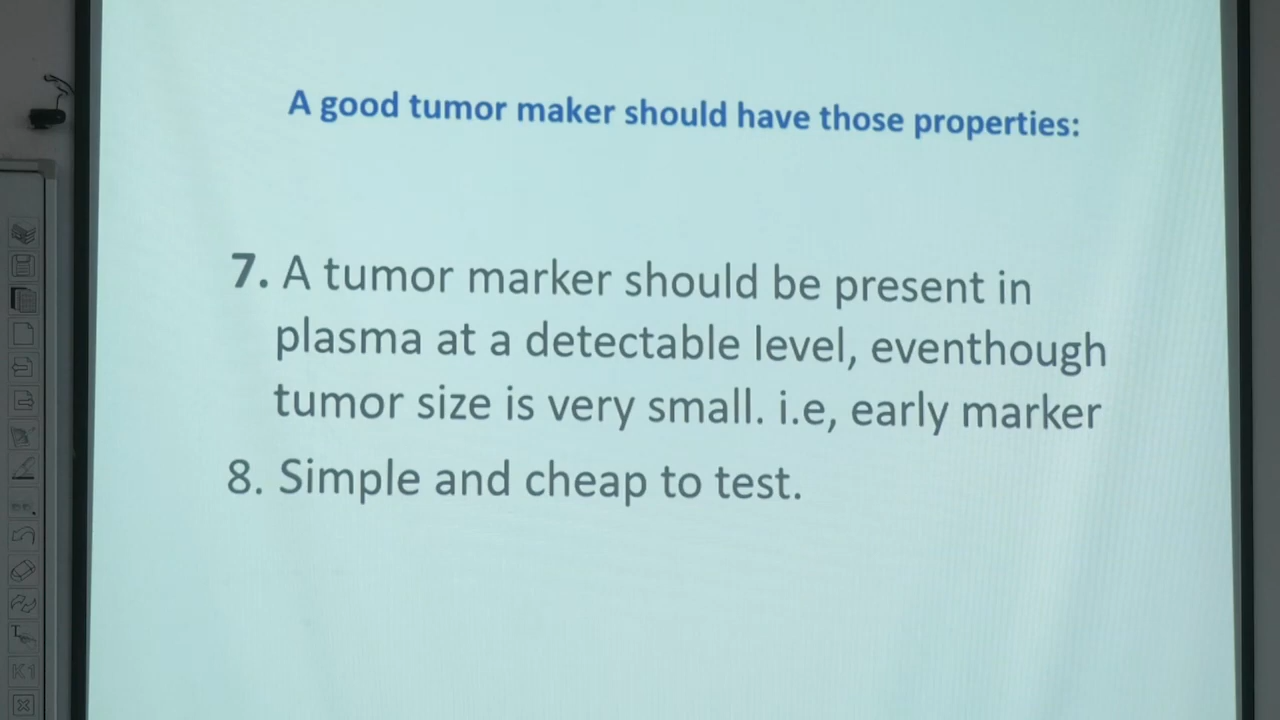 A good tumor maker should have those properties:
7. A tumor marker should be present in
plasma at a detectable level, eventhough
tumor size is very small. i.e, early marker
8. Simple and cheap to test.
K1